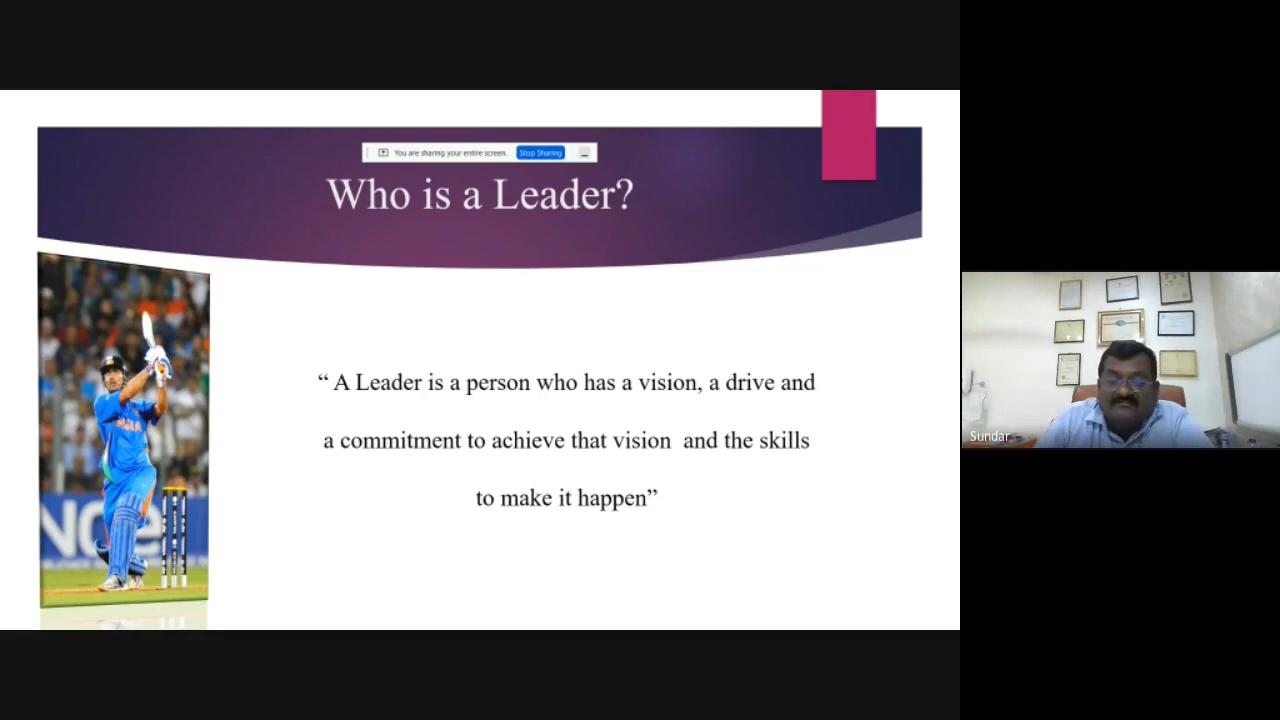 You are sharing your entire screen. Stop Sharing
Who is a Leader?
“ A Leader is a person who has a vision, a drive and
a commitment to achieve that vision  and the skills
to make it happen”
Sundar